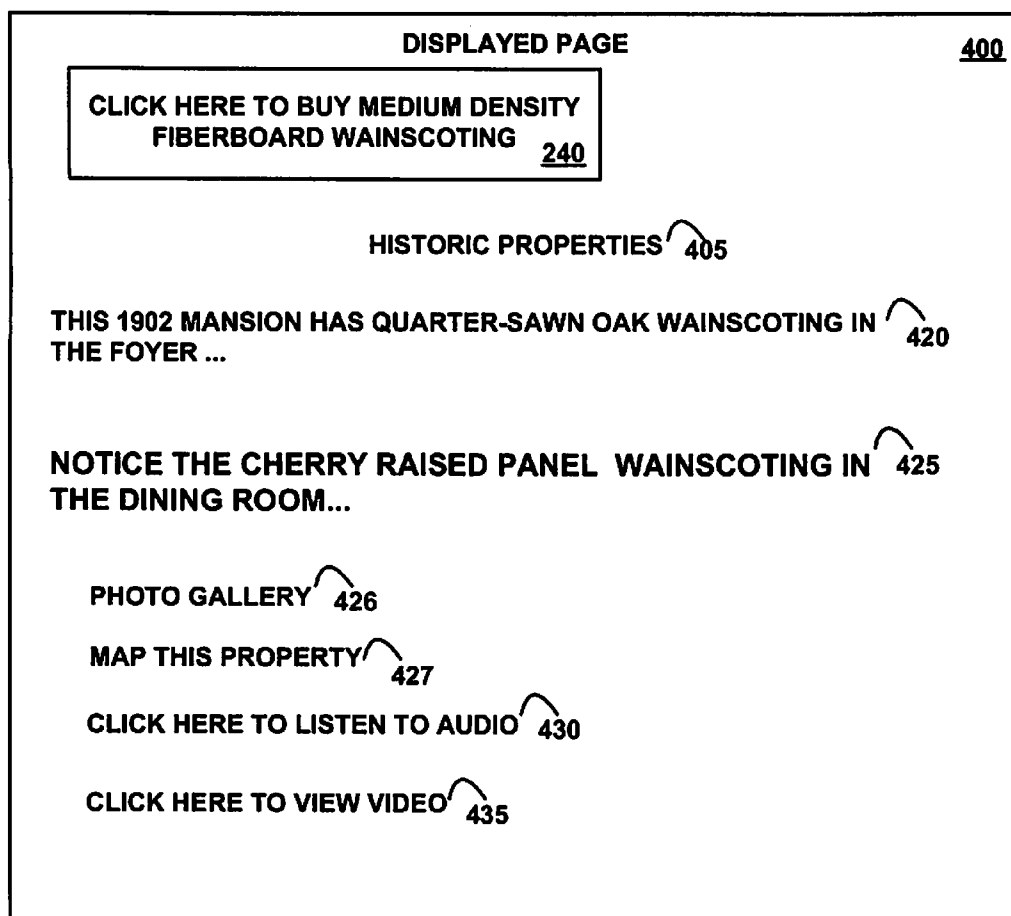 DISPLAYED PAGE 400
CLICK HERE TO BUY MEDIUM DENSITY
FIBERBOARD WAINSCOTING 240
HISTORIC PROPERTIES 405
THIS 1902 MANSION HAS QUARTER-SAWN OAK WAINSCOTING IN 420
THE FOYER ...
NOTICE THE CHERRY RAISED PANEL WAINSCOTING IN 425
THE DINING ROOM...
PHOTO GALLERY 426
MAP THIS PROPERTY 427
CLICK HERE TO LISTEN TO AUDIO 430
CLICK HERE TO VIEW VIDEO 435